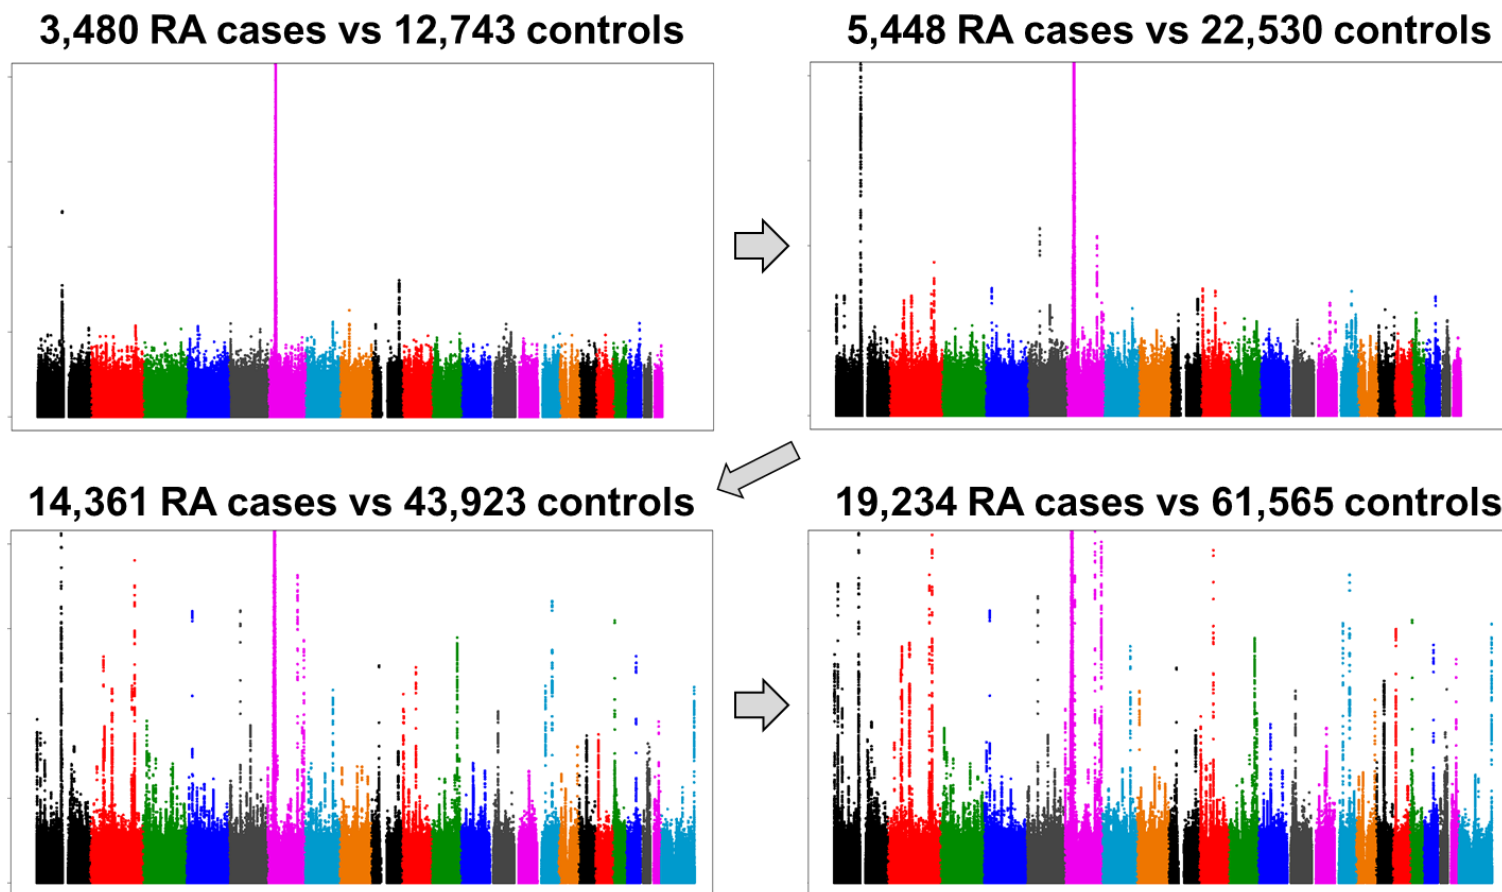 3,480 RA cases vs 12,743 controls
5,448 RA cases vs 22,530 controls
14,361 RA cases vs 43,923 controls
19,234 RA cases vs 61,565 controls